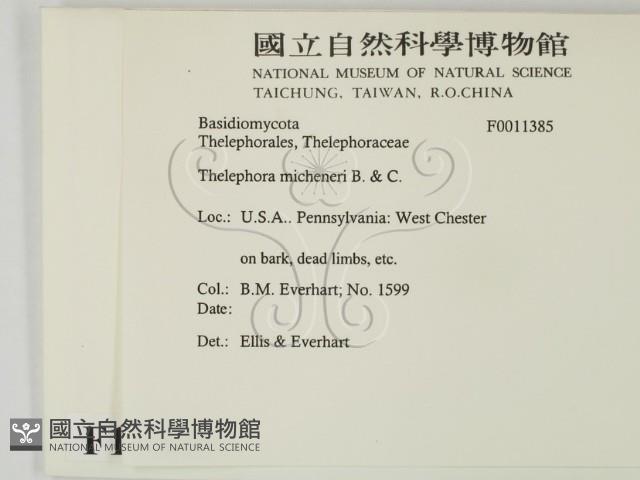 國立自然科學博物館
NATIONAL MUSEUM OF NATURAL SCIENCE
TAICHUNG, TAIWAN, R.O.CHINA
Basidiomycota F0011385
Thelephorales, Thelephoraceae
Thelephora micheneri B. & C.
Loc.: U.S.A.. Pennsylvania: West Chester
on bark, dead limbs, etc.
Col.: B.M. Everhart; No. 1599
Date:
Det.: Ellis & Everhart
國立自然科學博物館
NATIONAL MUSEUM OF NATURAL SCIENCE